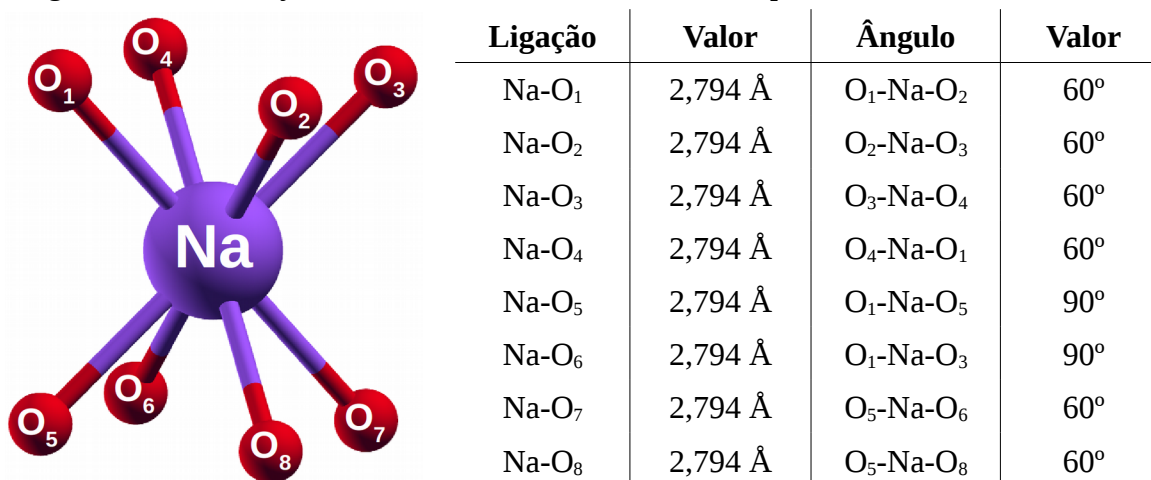 Ligação Valor Ângulo Valor
Na-O₁ 2,794 Å O₁-Na-O₂ 60º
Na-O₂ 2,794 Å O₂-Na-O₃ 60º
Na-O₃ 2,794 Å O₃-Na-O₄ 60º
Na-O₄ 2,794 Å O₄-Na-O₁ 60º
Na-O₅ 2,794 Å O₁-Na-O₅ 90º
Na-O₆ 2,794 Å O₁-Na-O₃ 90º
Na-O₇ 2,794 Å O₅-Na-O₆ 60º
Na-O₈ 2,794 Å O₅-Na-O₈ 60º
O₄
O₁
O₃
O₂
Na
O₆
O₅
O₇
O₈